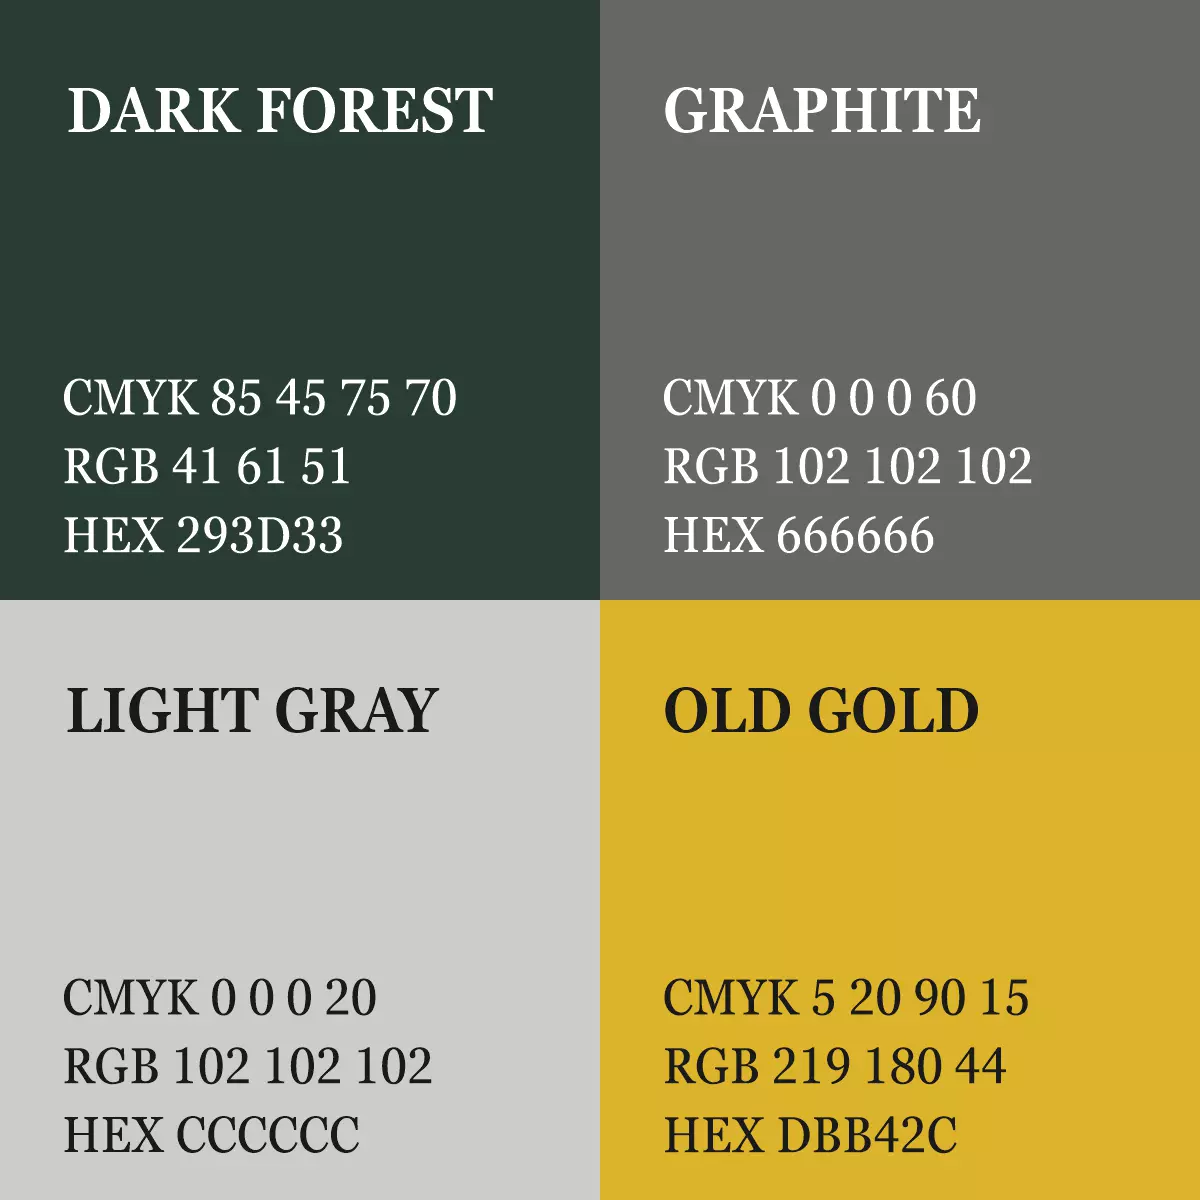 DARK FOREST
CMYK 85 45 75 70
RGB 41 61 51
HEX 293D33
GRAPHITE
CMYK 0 0 0 60
RGB 102 102 102
HEX 666666
LIGHT GRAY
CMYK 0 0 0 20
RGB 102 102 102
HEX CCCCCC
OLD GOLD
CMYK 5 20 90 15
RGB 219 180 44
HEX DBB42C